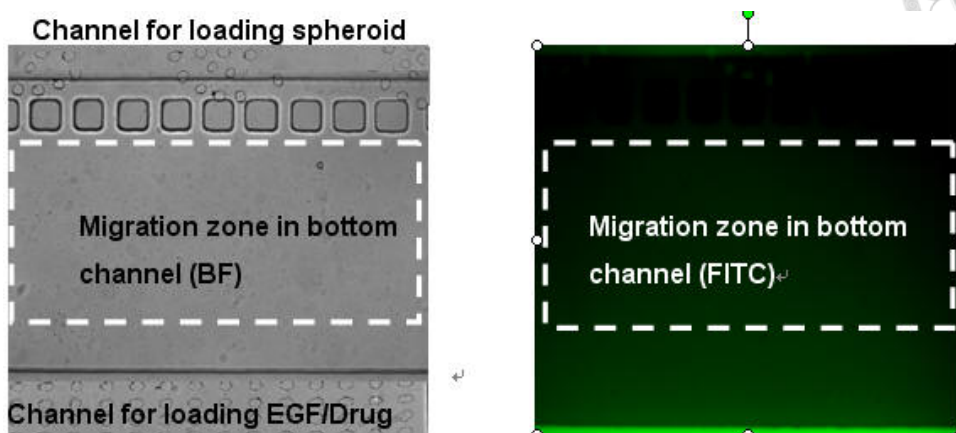 Channel for loading spheroid
Migration zone in bottom
channel (BF)
Channel for loading EGF/Drug
Migration zone in bottom
channel (FITC)